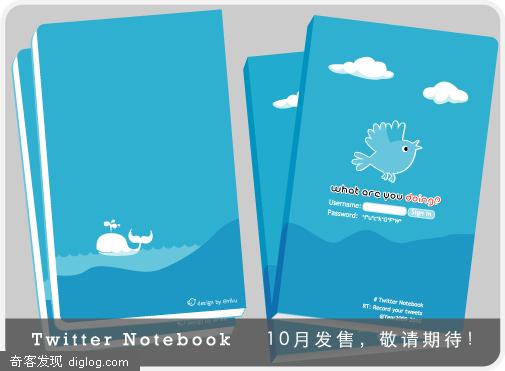 what are you doing?
Username:
Sign In
Password:
design by @riku
# Twitter Notebook
RT: Record your tweets
Twitter Notebook 10月发售，敬请期待！
奇客发现 diglog.com